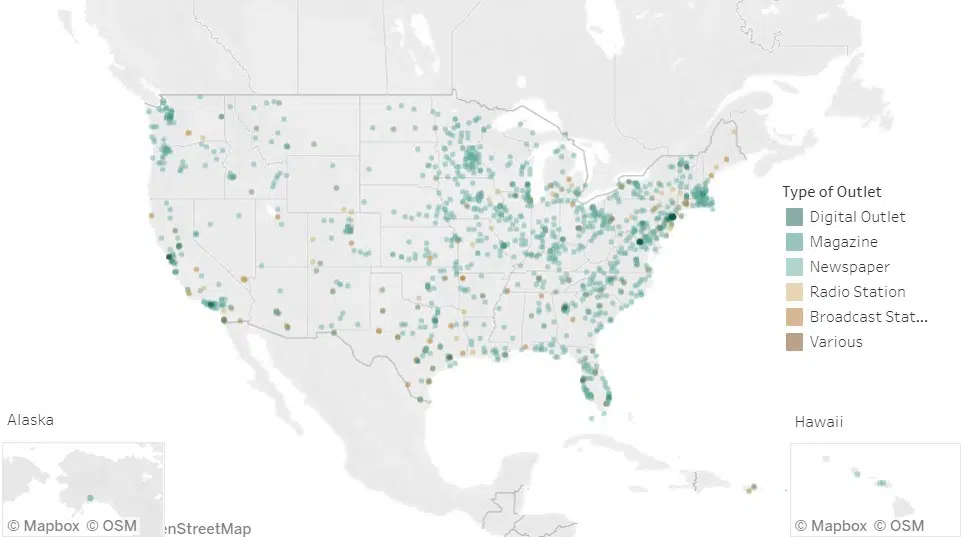 Type of Outlet
Digital Outlet
Magazine
Newspaper
Radio Station
Broadcast Stat...
Various
Alaska
Hawaii
© Mapbox © OSM
enStreetMap
© Mapbox © OSM